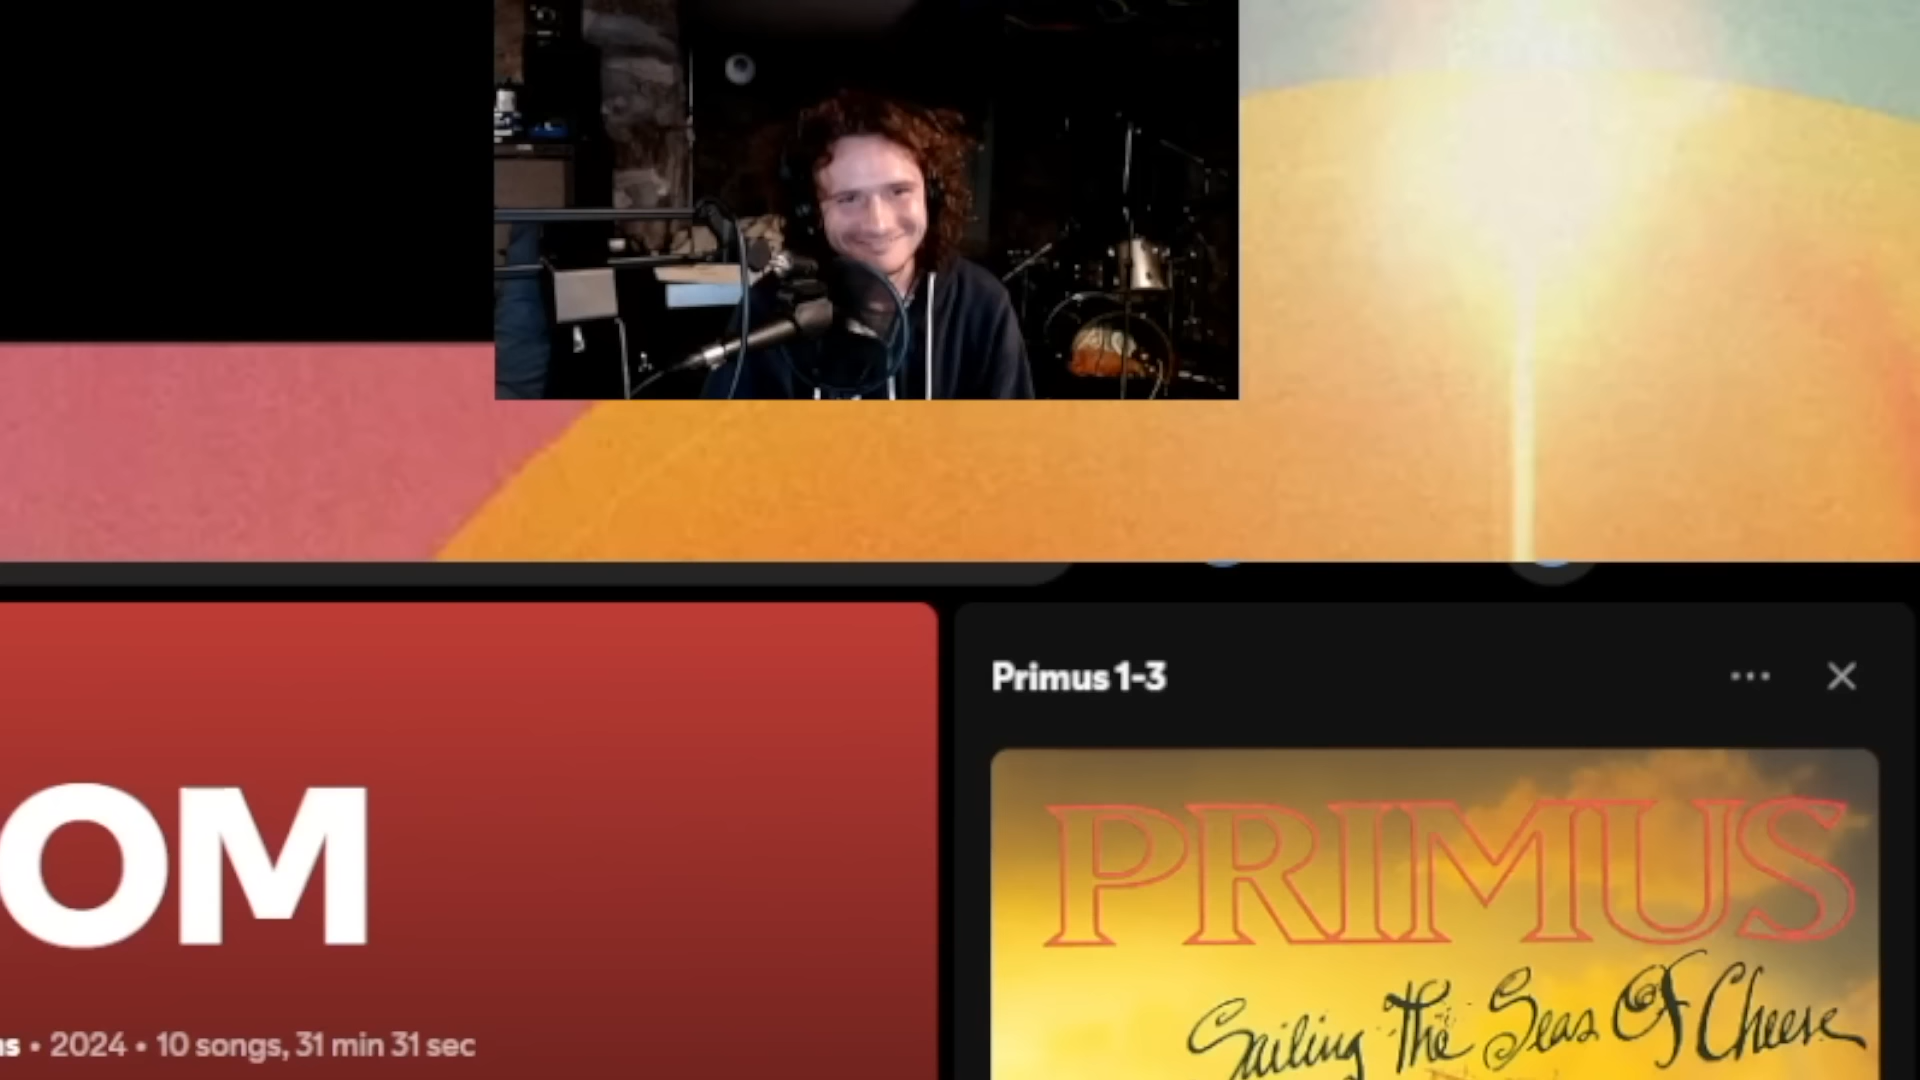 Primus 1-3
PRIMUS
Sailing The Seas Of Cheese
OM
s • 2024 • 10 songs, 31 min 31 sec